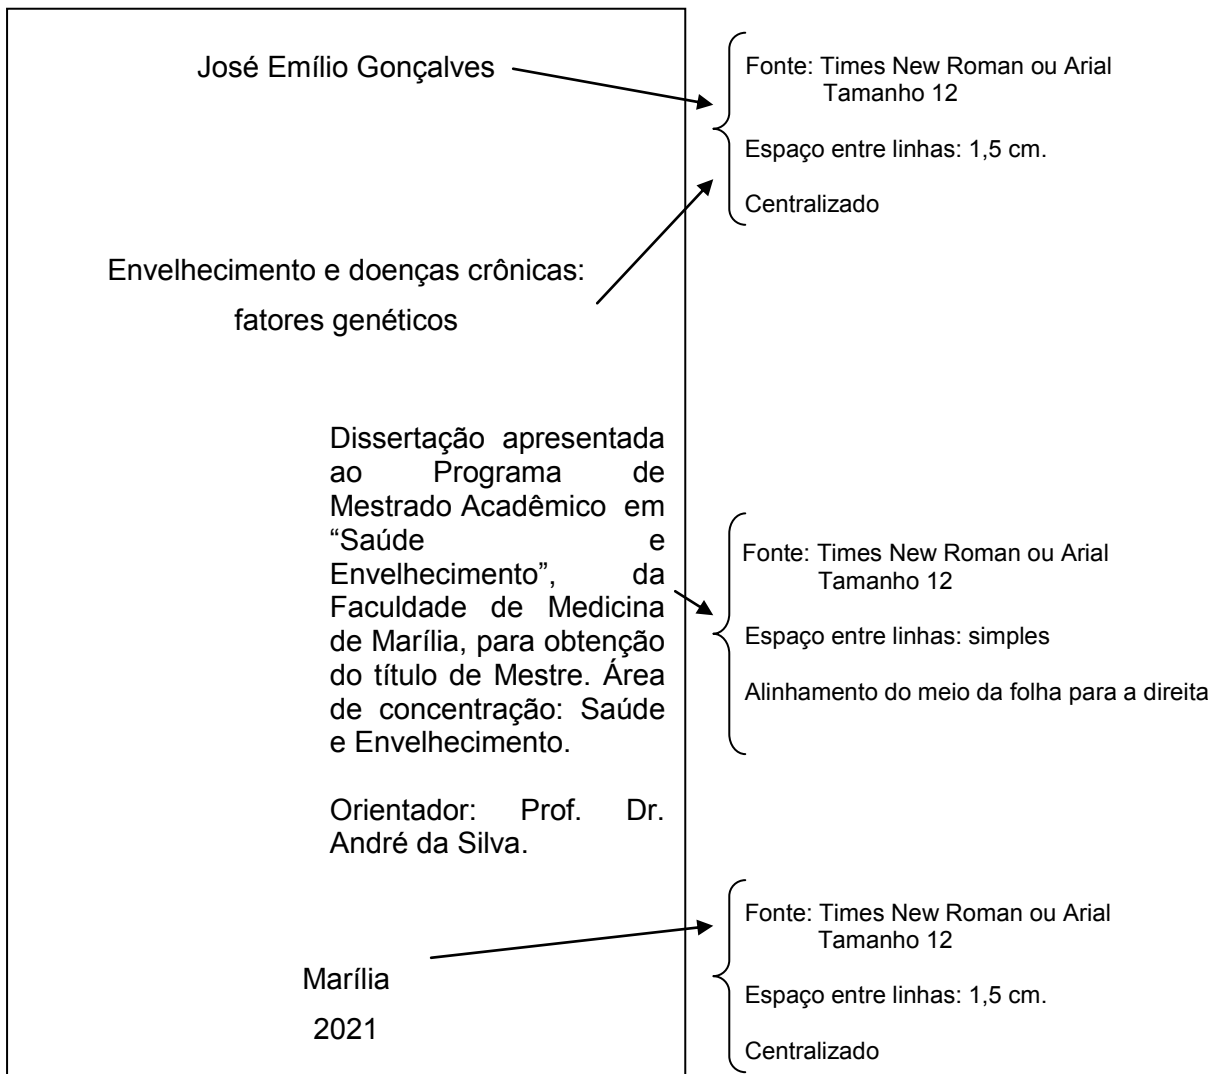 José Emílio Gonçalves
Fonte: Times New Roman ou Arial
Tamanho 12
Espaço entre linhas: 1,5 cm.
Centralizado
Envelhecimento e doenças crônicas:
fatores genéticos
Dissertação apresentada
ao Programa de
Mestrado Acadêmico em
“Saúde e
Envelhecimento”, da
Faculdade de Medicina
de Marília, para obtenção
do título de Mestre. Área
de concentração: Saúde
e Envelhecimento.
Orientador: Prof. Dr.
André da Silva.
Fonte: Times New Roman ou Arial
Tamanho 12
Espaço entre linhas: simples
Alinhamento do meio da folha para a direita
Marília
2021
Fonte: Times New Roman ou Arial
Tamanho 12
Espaço entre linhas: 1,5 cm.
Centralizado